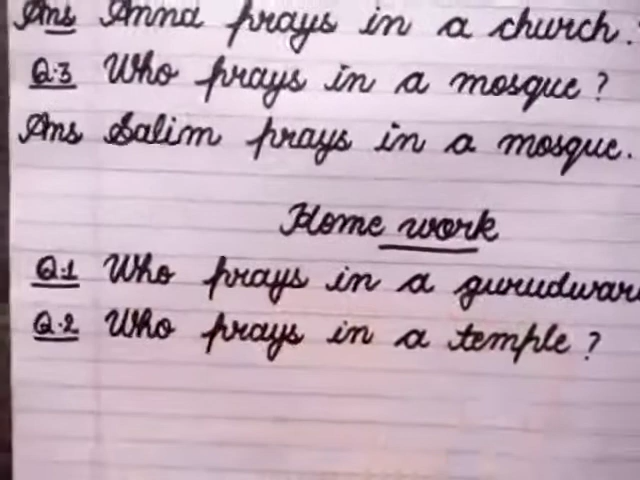 Ans Anna prays in a church.
Q.3 Who prays in a mosque?
Ans Salim prays in a mosque.
Home work
Q.1 Who prays in a gurudwar
Q.2 Who prays in a temple?